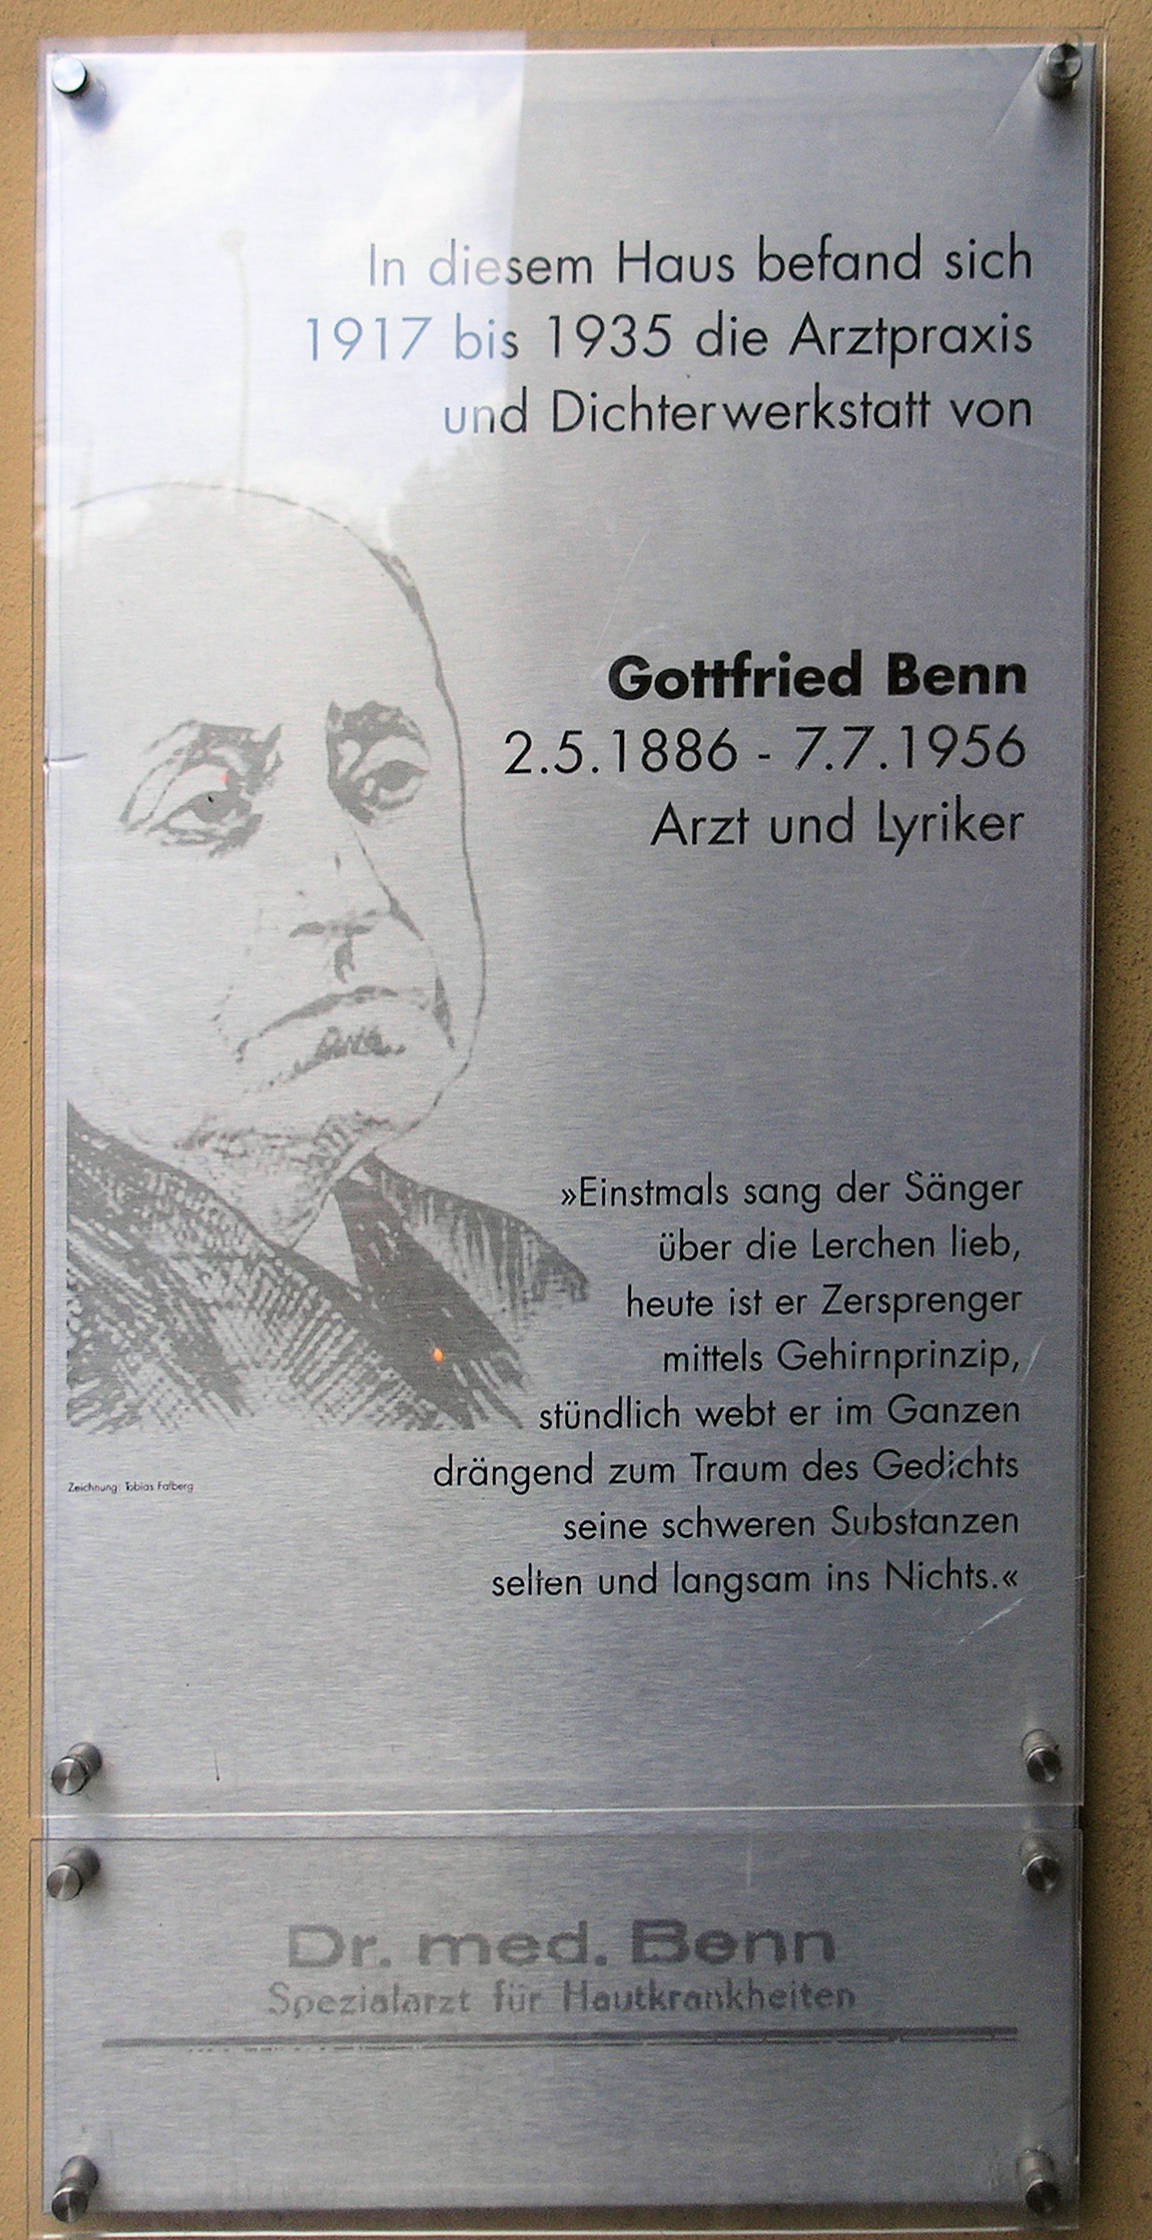 In diesem Haus befand sich
1917 bis 1935 die Arztpraxis
und Dichterwerkstatt von
Gottfried Benn
2.5.1886 - 7.7.1956
Arzt und Lyriker
»Einstmals sang der Sänger
über die Lerchen lieb,
heute ist er Zersprenger
mittels Gehirnprinzip,
stündlich webt er im Ganzen
drängend zum Traum des Gedichts
seine schweren Substanzen
selten und langsam ins Nichts.«
Zeichnung: Tobias Falberg
Dr. med. Benn
Spezialarzt für Hautkrankheiten